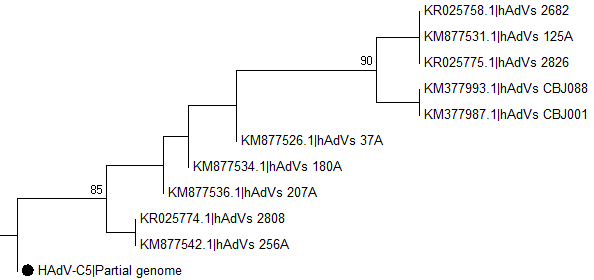 KR025758.1|hAdVs 2682
KM877531.1|hAdVs 125A
90
KR025775.1|hAdVs 2826
KM377993.1|hAdVs CBJ088
KM377987.1|hAdVs CBJ001
KM877526.1|hAdVs 37A
KM877534.1|hAdVs 180A
85
KM877536.1|hAdVs 207A
KR025774.1|hAdVs 2808
KM877542.1|hAdVs 256A
HAdV-C5|Partial genome